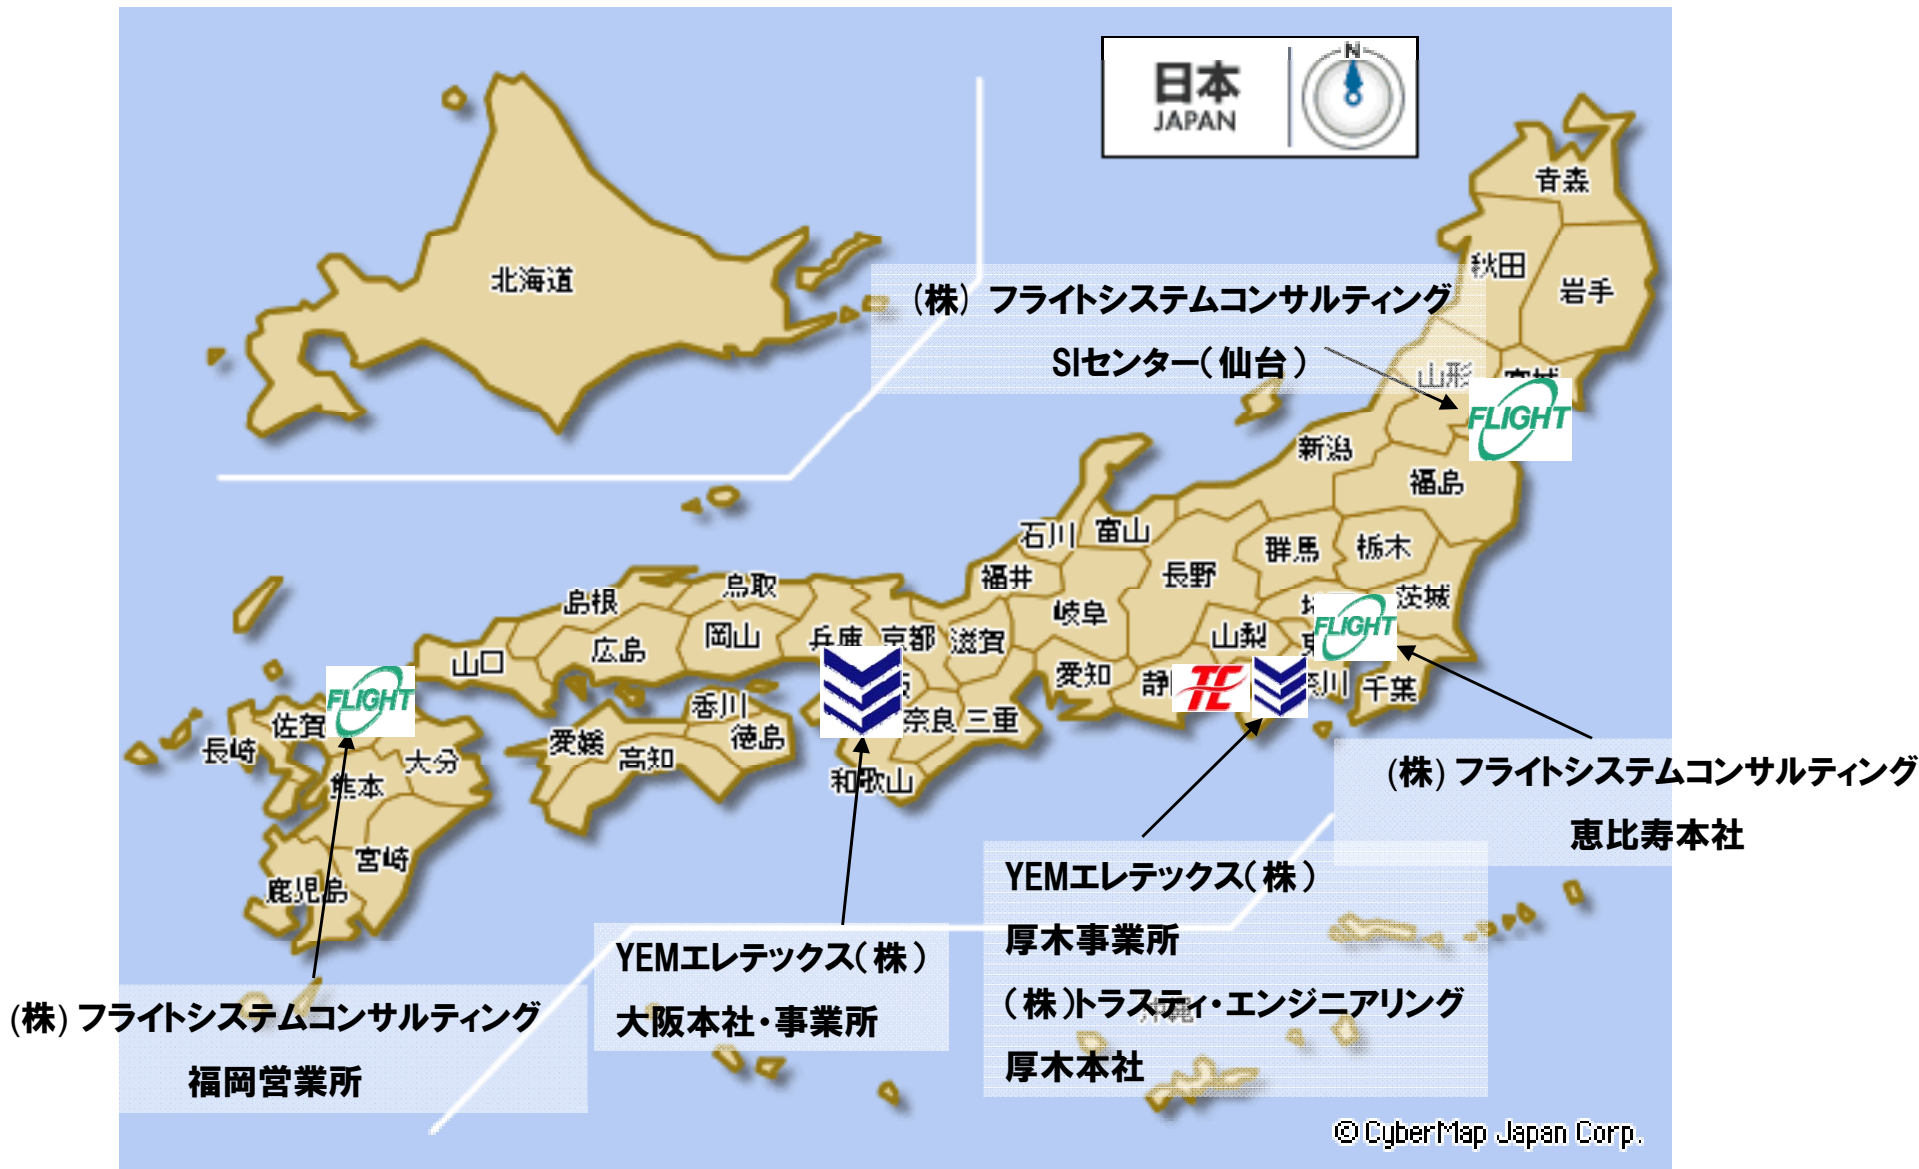 日本
JAPAN
N
青森
北海道
秋田
岩手
(株) フライトシステムコンサルティング
SIセンター(仙台)
山形
宮城
FLIGHT
新潟
福島
石川
富山
群馬
栃木
福井
長野
茨城
島根
鳥取
岐阜
FLIGHT
広島
岡山
兵庫
京都
滋賀
山梨
山口
愛知
静
TC
川
千葉
FLIGHT
佐賀
香川
奈良
三重
長崎
愛媛
高知
徳島
大分
熊本
和歌山
(株) フライトシステムコンサルティング
恵比寿本社
宮崎
鹿児島
YEMエレテックス(株)
厚木事業所
(株)トラスティ・エンジニアリング
厚木本社
沖縄
YEMエレテックス(株)
大阪本社・事業所
(株) フライトシステムコンサルティング
福岡営業所
© CyberMap Japan Corp.